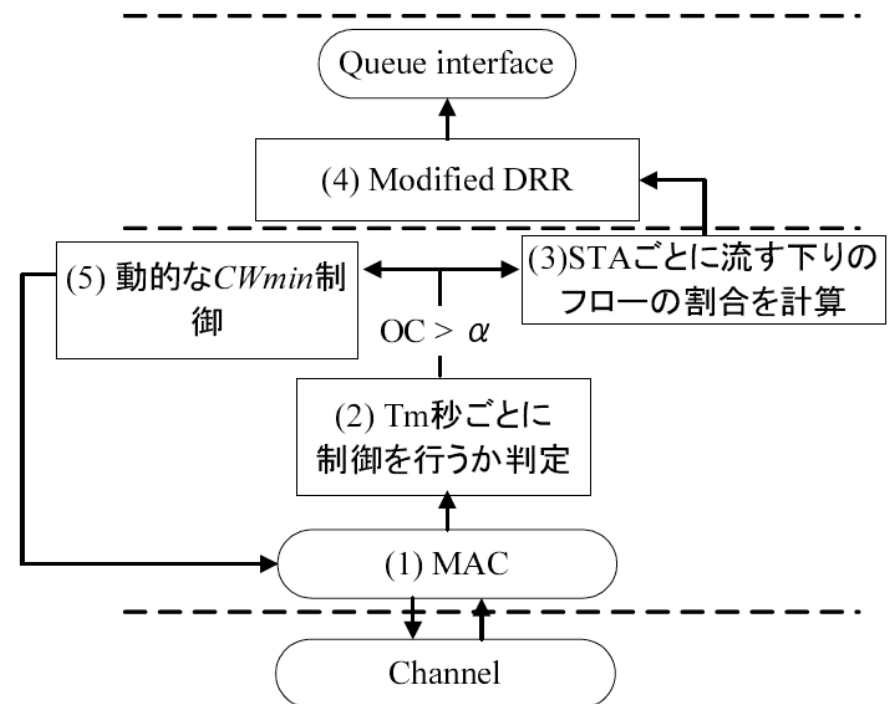 Queue interface
(4) Modified DRR
(5) 動的なCWmin制
御
(3)STAごとに流す下りの
フローの割合を計算
OC > α
(2) Tm秒ごとに
制御を行うか判定
(1) MAC
Channel